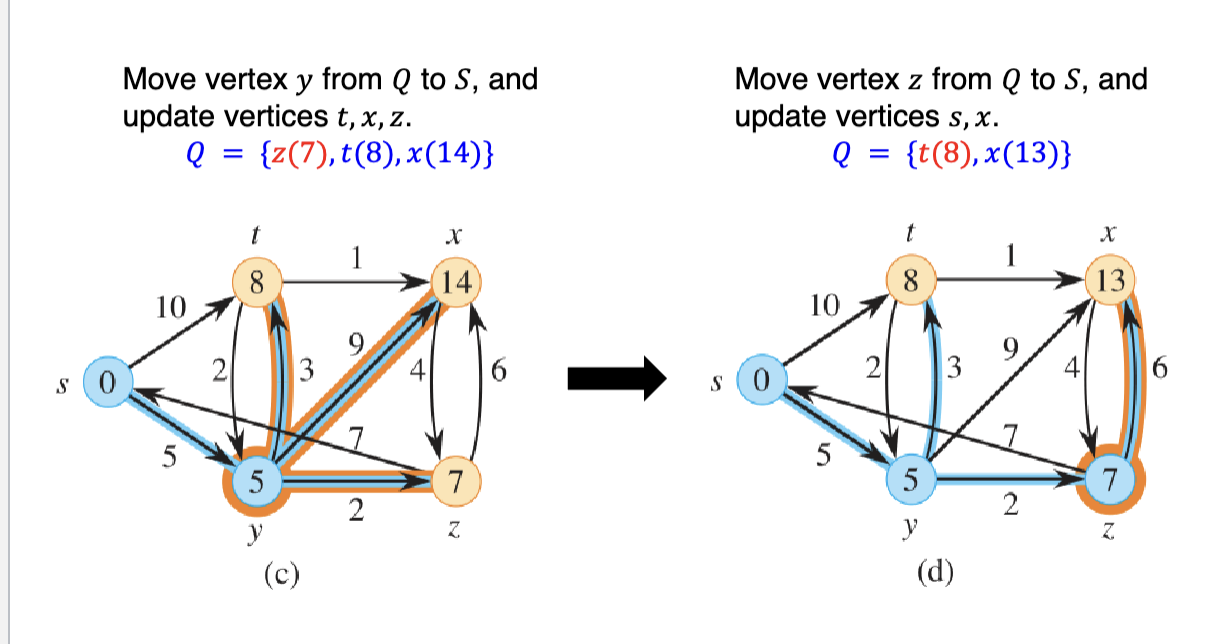 Move vertex y from Q to S, and
update vertices t, x, z.
Q = {z(7), t(8), x(14)}
t
x
1
8
14
10
9
2
3
4
6
s
0
7
5
5
7
2
y
z
(c)
Move vertex z from Q to S, and
update vertices s, x.
Q = {t(8), x(13)}
t
x
1
8
13
10
9
2
3
4
6
s
0
7
5
5
7
2
y
z
(d)